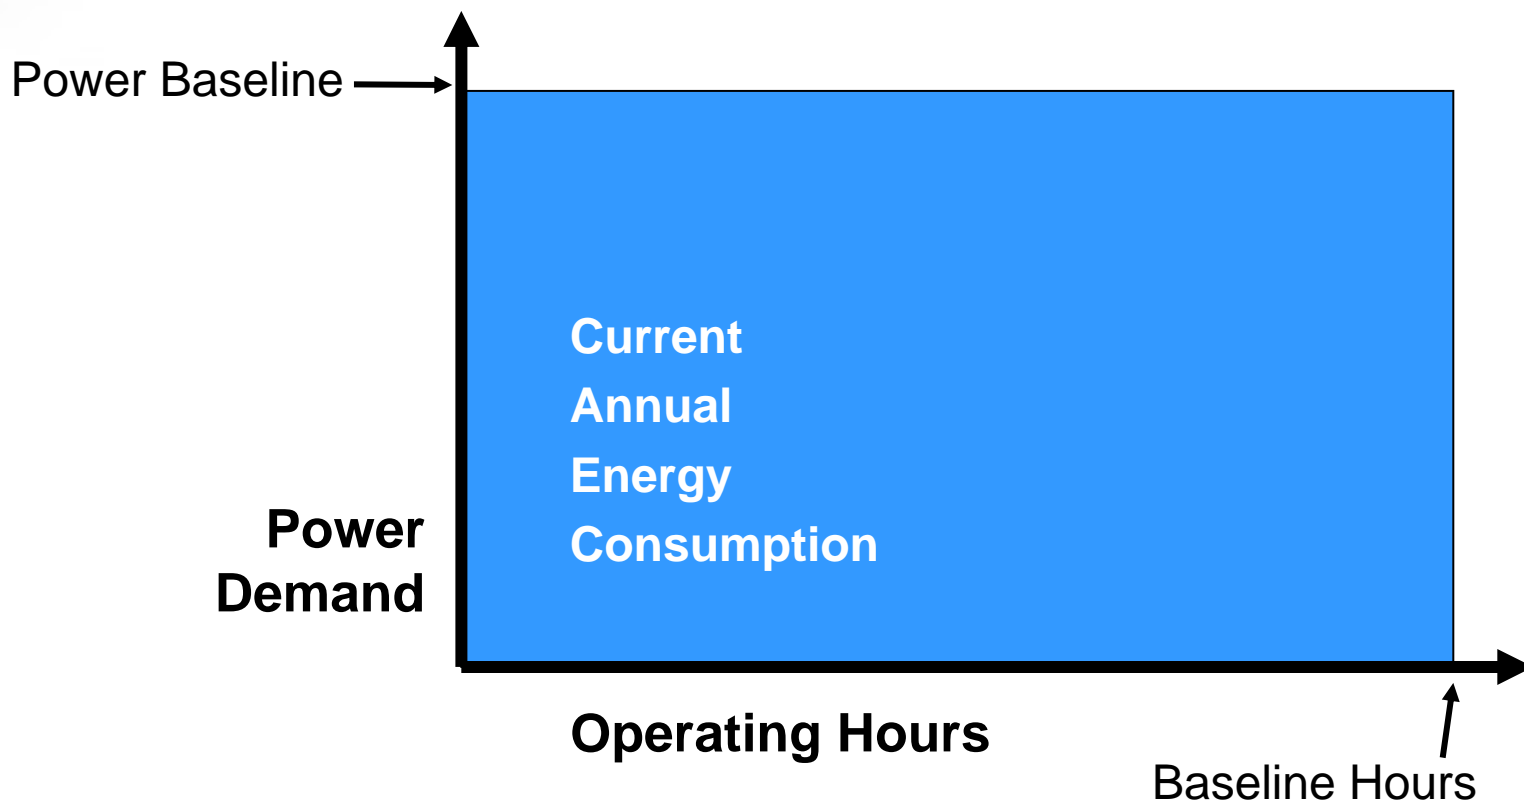 Power Baseline
Current
Annual
Energy
Consumption
Power
Demand
Operating Hours
Baseline Hours